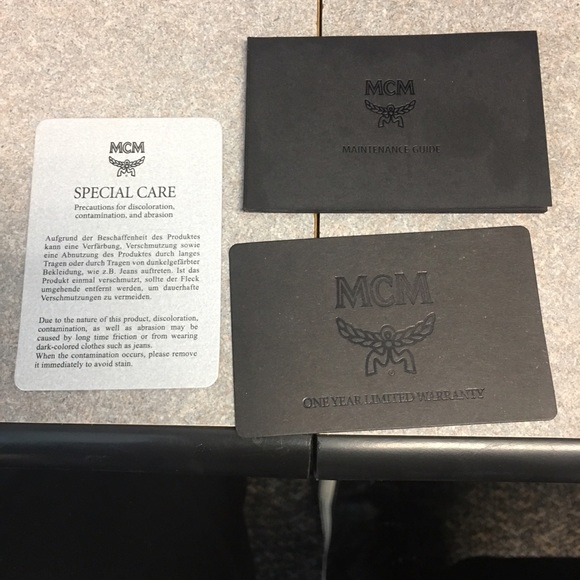 MCM
SPECIAL CARE
Precautions for discoloration,
contamination, and abrasion
Aufgrund der Beschaffenheit des Produktes
kann eine Verfärbung, Verschmutzung sowie
eine Abnutzung des Produktes durch langes
Tragen oder durch Tragen von dunkelgefärbter
Bekleidung, wie z.B. Jeans auftreten. Ist das
Produkt einmal verschmutzt, sollte der Fleck
umgehende entfernt werden, um dauerhafte
Verschmutzungen zu vermeiden.
Due to the nature of this product, discoloration,
contamination, as well as abrasion may be
caused by long time friction or from wearing
dark-colored clothes such as jeans.
When the contamination occurs, please remove
it immediately to avoid stain.
MCM
MAINTENANCE GUIDE
MCM
ONE YEAR LIMITED WARRANTY